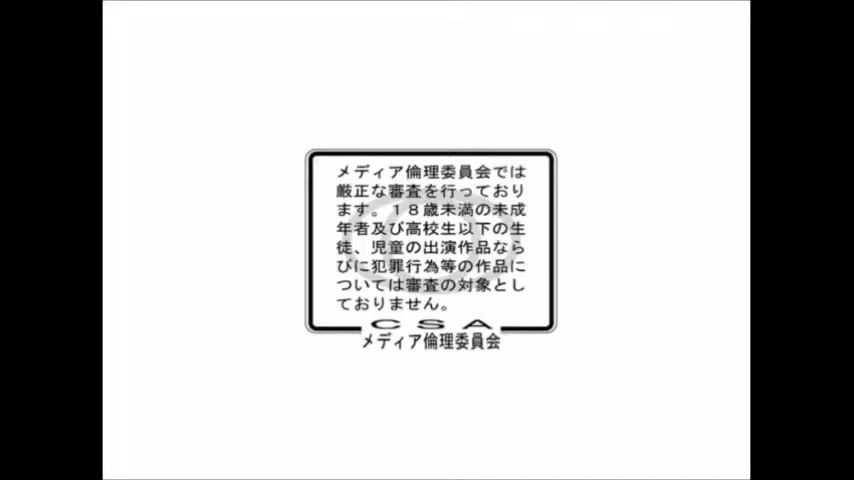 メディア倫理委員会では
厳正な審査を行っており
ます。１８歳未満の未成
年者及び高校生以下の生
徒、児童の出演作品なら
びに犯罪行為等の作品に
ついては審査の対象とし
ておりません。
ＣＳＡ
メディア倫理委員会